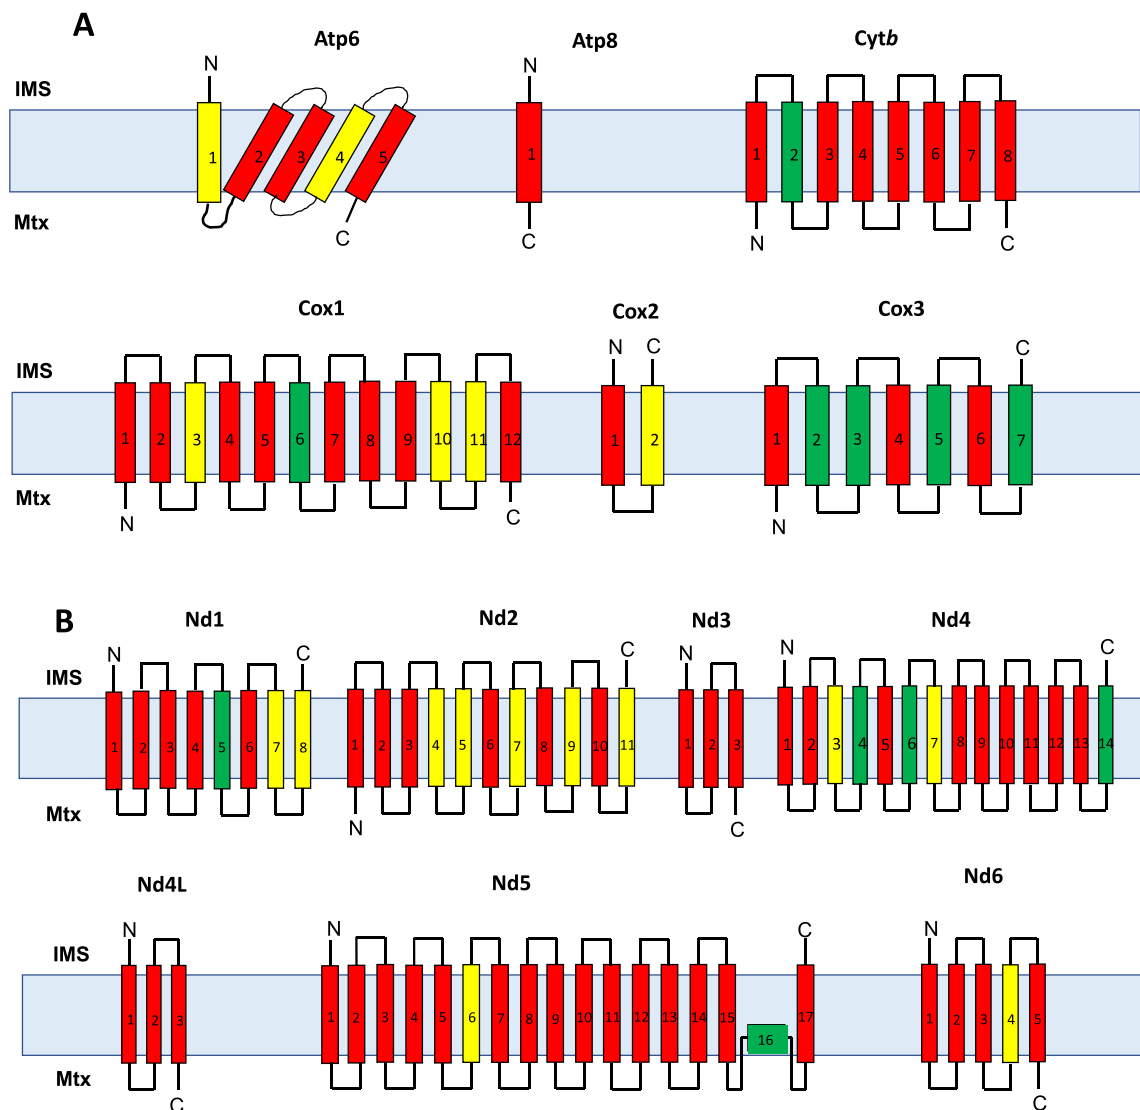 A
Atp6 Atp8 Cytb
N N
IMS
1 2 3 4 5 1 1 2 3 4 5 6 7 8
Mtx
C C N C
Cox1 Cox2 Cox3
N C C
IMS
1 2 3 4 5 6 7 8 9 10 11 12 1 2 1 2 3 4 5 6 7
Mtx
N C N
B
Nd1 Nd2 Nd3 Nd4
N C C N N C
IMS
1 2 3 4 5 6 7 8 1 2 3 4 5 6 7 8 9 10 11 1 2 3 1 2 3 4 5 6 7 8 9 10 11 12 13 14
Mtx
N C
Nd4L Nd5 Nd6
N N C N
IMS
1 2 3 1 2 3 4 5 6 7 8 9 10 11 12 13 14 15 16 17 1 2 3 4 5
Mtx
C C